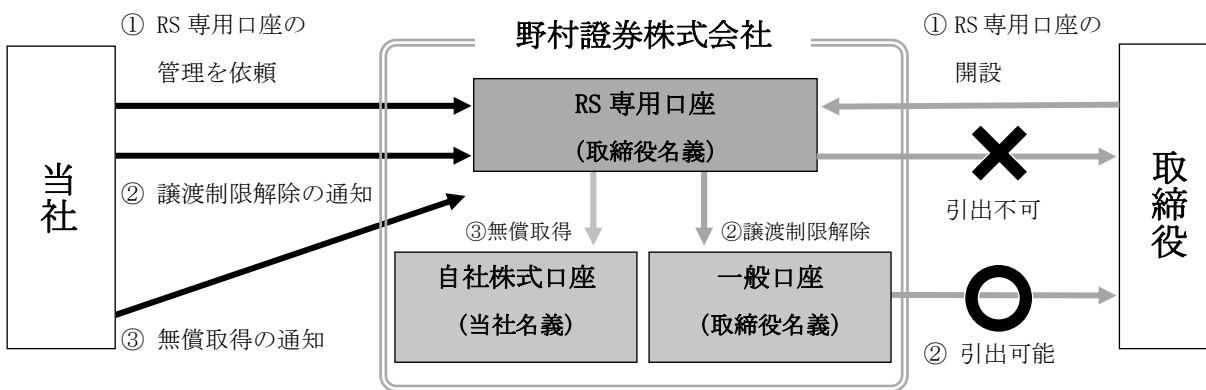 ① RS 専用口座の
管理を依頼
野村證券株式会社
① RS 専用口座の
開設
RS 専用口座
(取締役名義)
当社
② 譲渡制限解除の通知
取締役
引出不可
③無償取得
②譲渡制限解除
自社株式口座
(当社名義)
一般口座
(取締役名義)
③ 無償取得の通知
② 引出可能